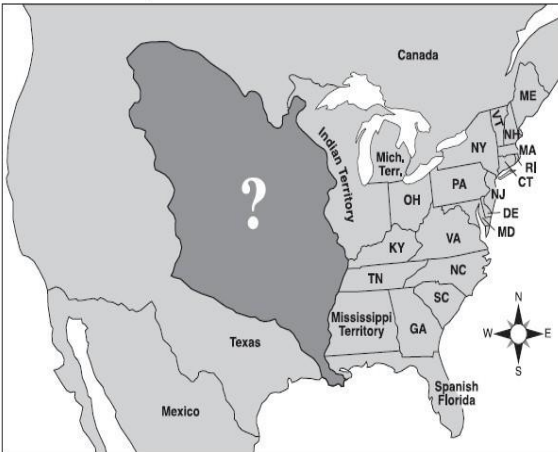 Canada
ME
VT
NH
MA
NY
RI
CT
Mich.
Terr.
Indian Territory
PA
NJ
OH
DE
MD
?
KY
VA
TN
NC
SC
Mississippi
Territory
GA
Texas
N
W
E
S
Spanish
Florida
Mexico